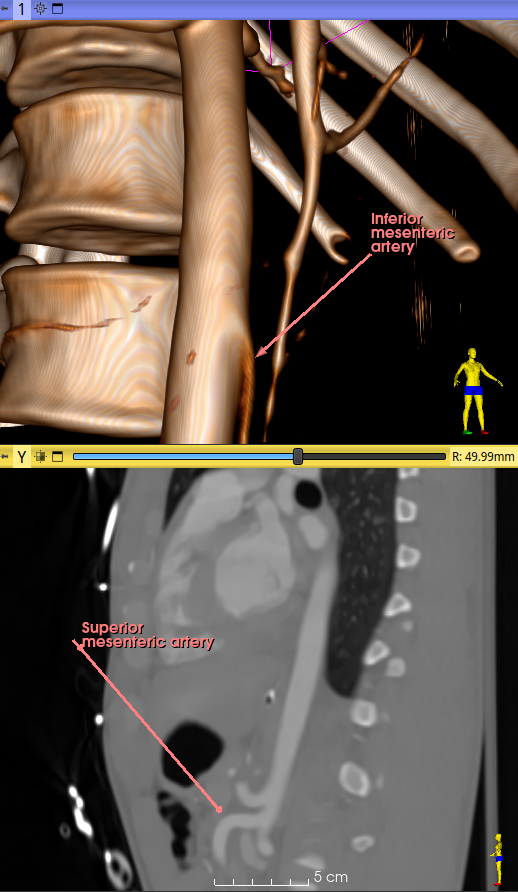 1
Inferior
mesenteric
artery
Y
R: 49.99mm
Superior
mesenteric artery
5 cm